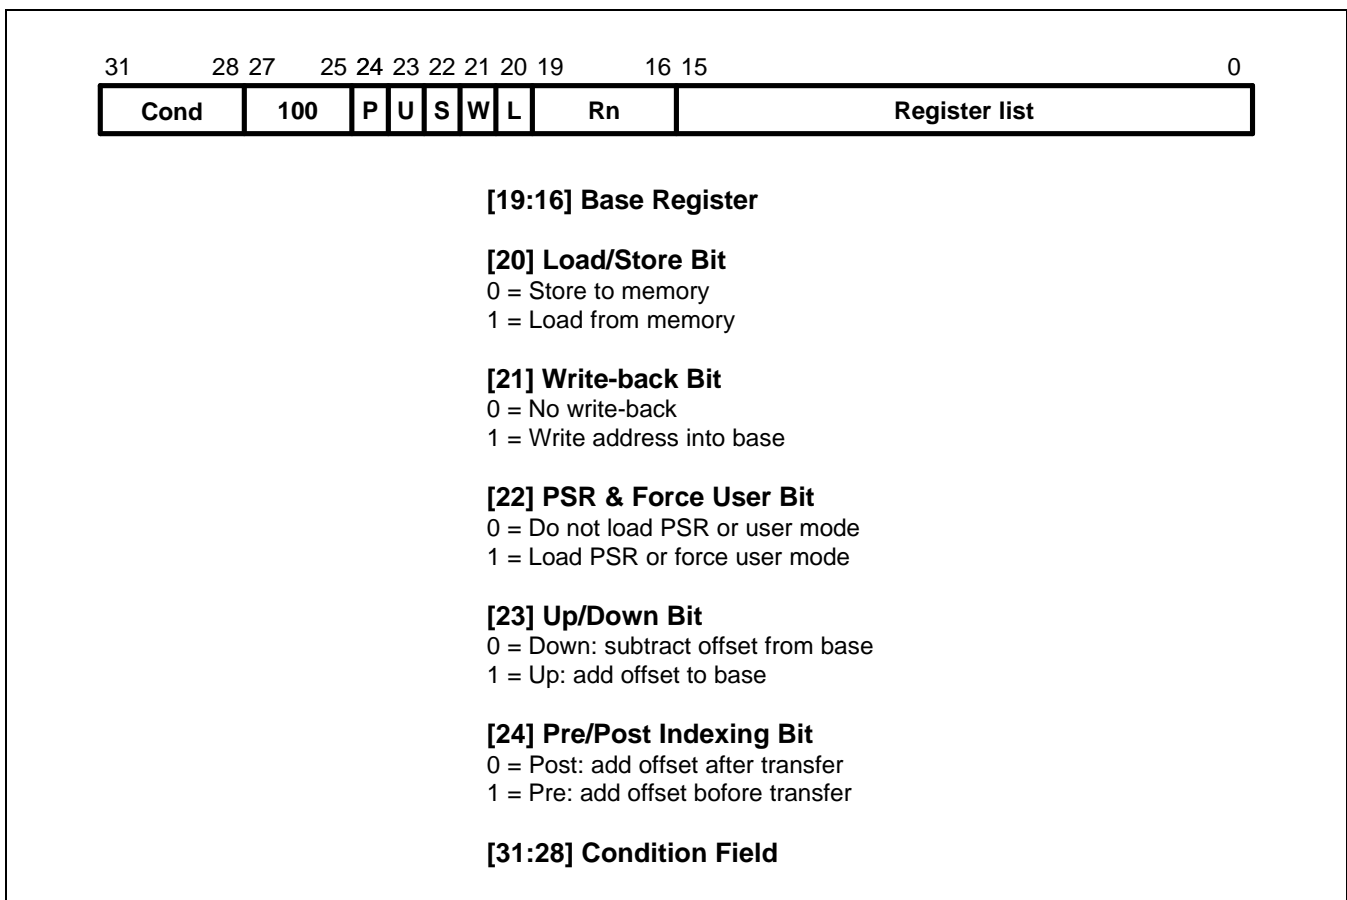 31 28 27 25 24 23 22 21 20 19 16 15 0
Cond 100 P U S W L Rn Register list
[19:16] Base Register
[20] Load/Store Bit
0 = Store to memory
1 = Load from memory
[21] Write-back Bit
0 = No write-back
1 = Write address into base
[22] PSR & Force User Bit
0 = Do not load PSR or user mode
1 = Load PSR or force user mode
[23] Up/Down Bit
0 = Down: subtract offset from base
1 = Up: add offset to base
[24] Pre/Post Indexing Bit
0 = Post: add offset after transfer
1 = Pre: add offset bofore transfer
[31:28] Condition Field